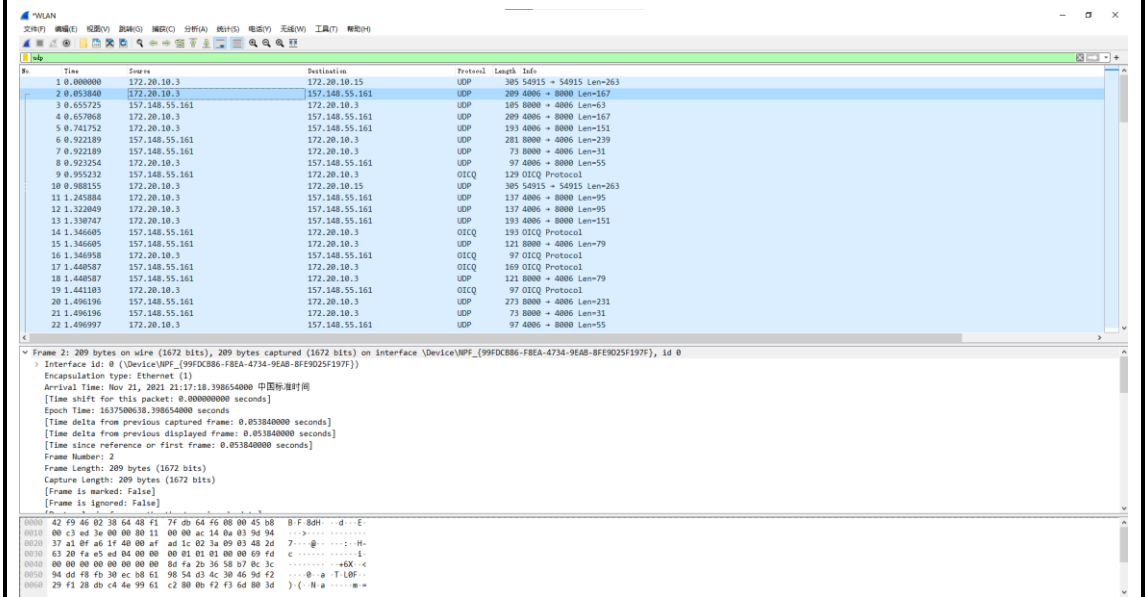 *WLAN
文件(F) 编辑(E) 视图(V) 跳转(G) 捕获(C) 分析(A) 统计(S) 电话(Y) 无线(W) 工具(T) 帮助(H)
udp
No. Time Source Destination Protocol Length Info
1 0.000000 172.20.10.3 172.20.10.15 UDP 305 54915 → 54915 Len=263
2 0.053840 172.20.10.3 157.148.55.161 UDP 209 4006 → 8000 Len=167
3 0.655725 157.148.55.161 172.20.10.3 UDP 105 8000 → 4006 Len=63
4 0.657068 172.20.10.3 157.148.55.161 UDP 209 4006 → 8000 Len=167
5 0.741752 172.20.10.3 157.148.55.161 UDP 193 4006 → 8000 Len=151
6 0.922189 157.148.55.161 172.20.10.3 UDP 281 8000 → 4006 Len=239
7 0.922189 157.148.55.161 172.20.10.3 UDP 73 8000 → 4006 Len=31
8 0.923254 172.20.10.3 157.148.55.161 UDP 97 4006 → 8000 Len=55
9 0.955232 172.20.10.3 157.148.55.161 OICQ 129 OICQ Protocol
10 0.988155 172.20.10.3 172.20.10.15 UDP 305 54915 → 54915 Len=263
11 1.245884 172.20.10.3 157.148.55.161 UDP 137 4006 → 8000 Len=95
12 1.322049 172.20.10.3 157.148.55.161 UDP 137 4006 → 8000 Len=95
13 1.330747 172.20.10.3 157.148.55.161 UDP 193 4006 → 8000 Len=151
14 1.346605 157.148.55.161 172.20.10.3 OICQ 193 OICQ Protocol
15 1.346605 157.148.55.161 172.20.10.3 UDP 121 8000 → 4006 Len=79
16 1.346958 172.20.10.3 157.148.55.161 OICQ 97 OICQ Protocol
17 1.440587 157.148.55.161 172.20.10.3 OICQ 169 OICQ Protocol
18 1.440587 157.148.55.161 172.20.10.3 UDP 121 8000 → 4006 Len=79
19 1.441103 172.20.10.3 157.148.55.161 OICQ 97 OICQ Protocol
20 1.496196 157.148.55.161 172.20.10.3 UDP 273 8000 → 4006 Len=231
21 1.496196 157.148.55.161 172.20.10.3 UDP 73 8000 → 4006 Len=31
22 1.496997 172.20.10.3 157.148.55.161 UDP 97 4006 → 8000 Len=55
Frame 2: 209 bytes on wire (1672 bits), 209 bytes captured (1672 bits) on interface \Device\NPF_{99FDCB86-F8EA-4734-9EA8-8FE9D25F197F}, id 0
Interface id: 0 (\Device\NPF_{99FDCB86-F8EA-4734-9EA8-8FE9D25F197F})
Encapsulation type: Ethernet (1)
Arrival Time: Nov 21, 2021 21:17:18.398654000 中国标准时间
[Time shift for this packet: 0.000000000 seconds]
Epoch Time: 1637500638.398654000 seconds
[Time delta from previous captured frame: 0.053840000 seconds]
[Time delta from previous displayed frame: 0.053840000 seconds]
[Time since reference or first frame: 0.053840000 seconds]
Frame Number: 2
Frame Length: 209 bytes (1672 bits)
Capture Length: 209 bytes (1672 bits)
[Frame is marked: False]
[Frame is ignored: False]
0000 42 f9 46 02 38 64 48 f1 7f db 64 f6 08 00 45 b8 B·F·8dH· ··d···E·
0010 00 c3 ed 3e 00 00 80 11 00 00 ac 14 0a 03 9d 94 ···>···· ········
0020 37 a1 0f a6 1f 40 00 af ad 1c 02 3a 09 03 48 2d 7····@·· ···:··H-
0030 63 20 fa e5 ed 04 00 00 00 01 01 01 00 00 69 fd c ······ ······i·
0040 00 00 00 00 00 00 00 00 8d fa 2b 36 58 b7 0c 3c ········ ··+6X··<
0050 94 dd f8 fb 30 ec b8 61 98 54 d3 4c 30 46 9d f2 ····0··a ·T·L0F··
0060 29 f1 28 db c4 4e 99 61 c2 80 0b f2 f3 6d 80 3d )·(··N·a ·····m·=